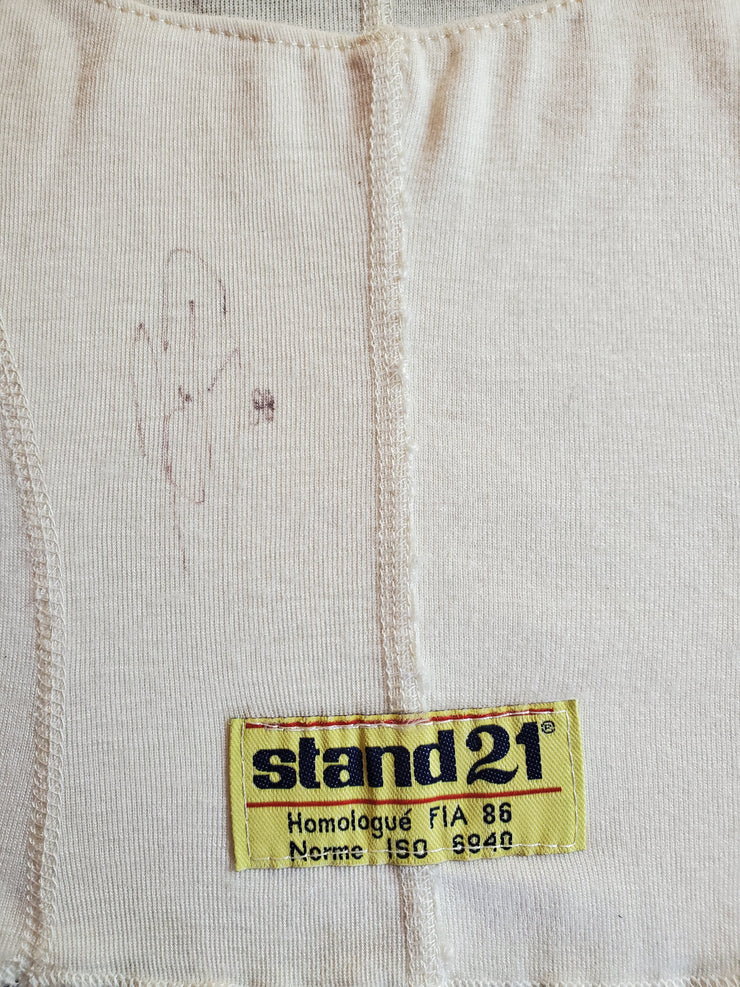 stand21®
Homologué FIA 86
Norme ISO 6940